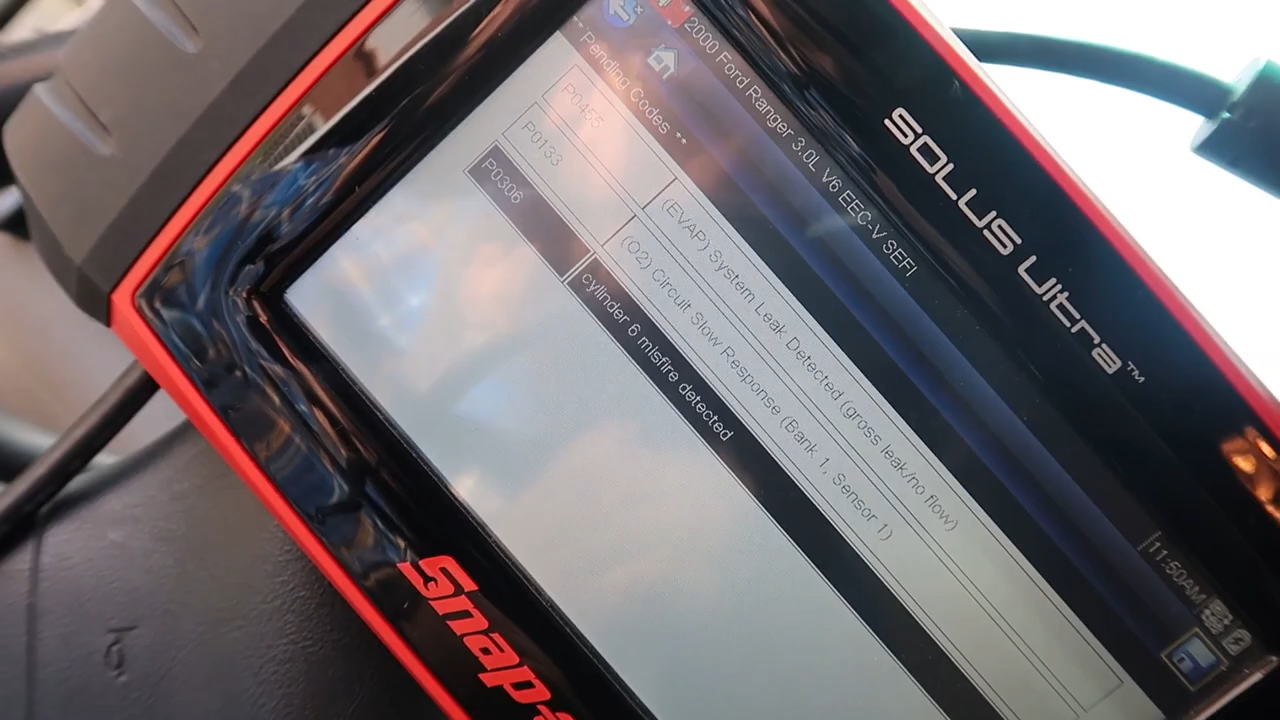 SOLUS Ultra™
2000 Ford Ranger 3.0L V6 EEC-V SEFI
11:50AM
** Pending Codes **
P0455 (EVAP) System Leak Detected (gross leak/no flow)
P0133 (O2) Circuit Slow Response (Bank 1, Sensor 1)
P0306 cylinder 6 misfire detected
Snap-